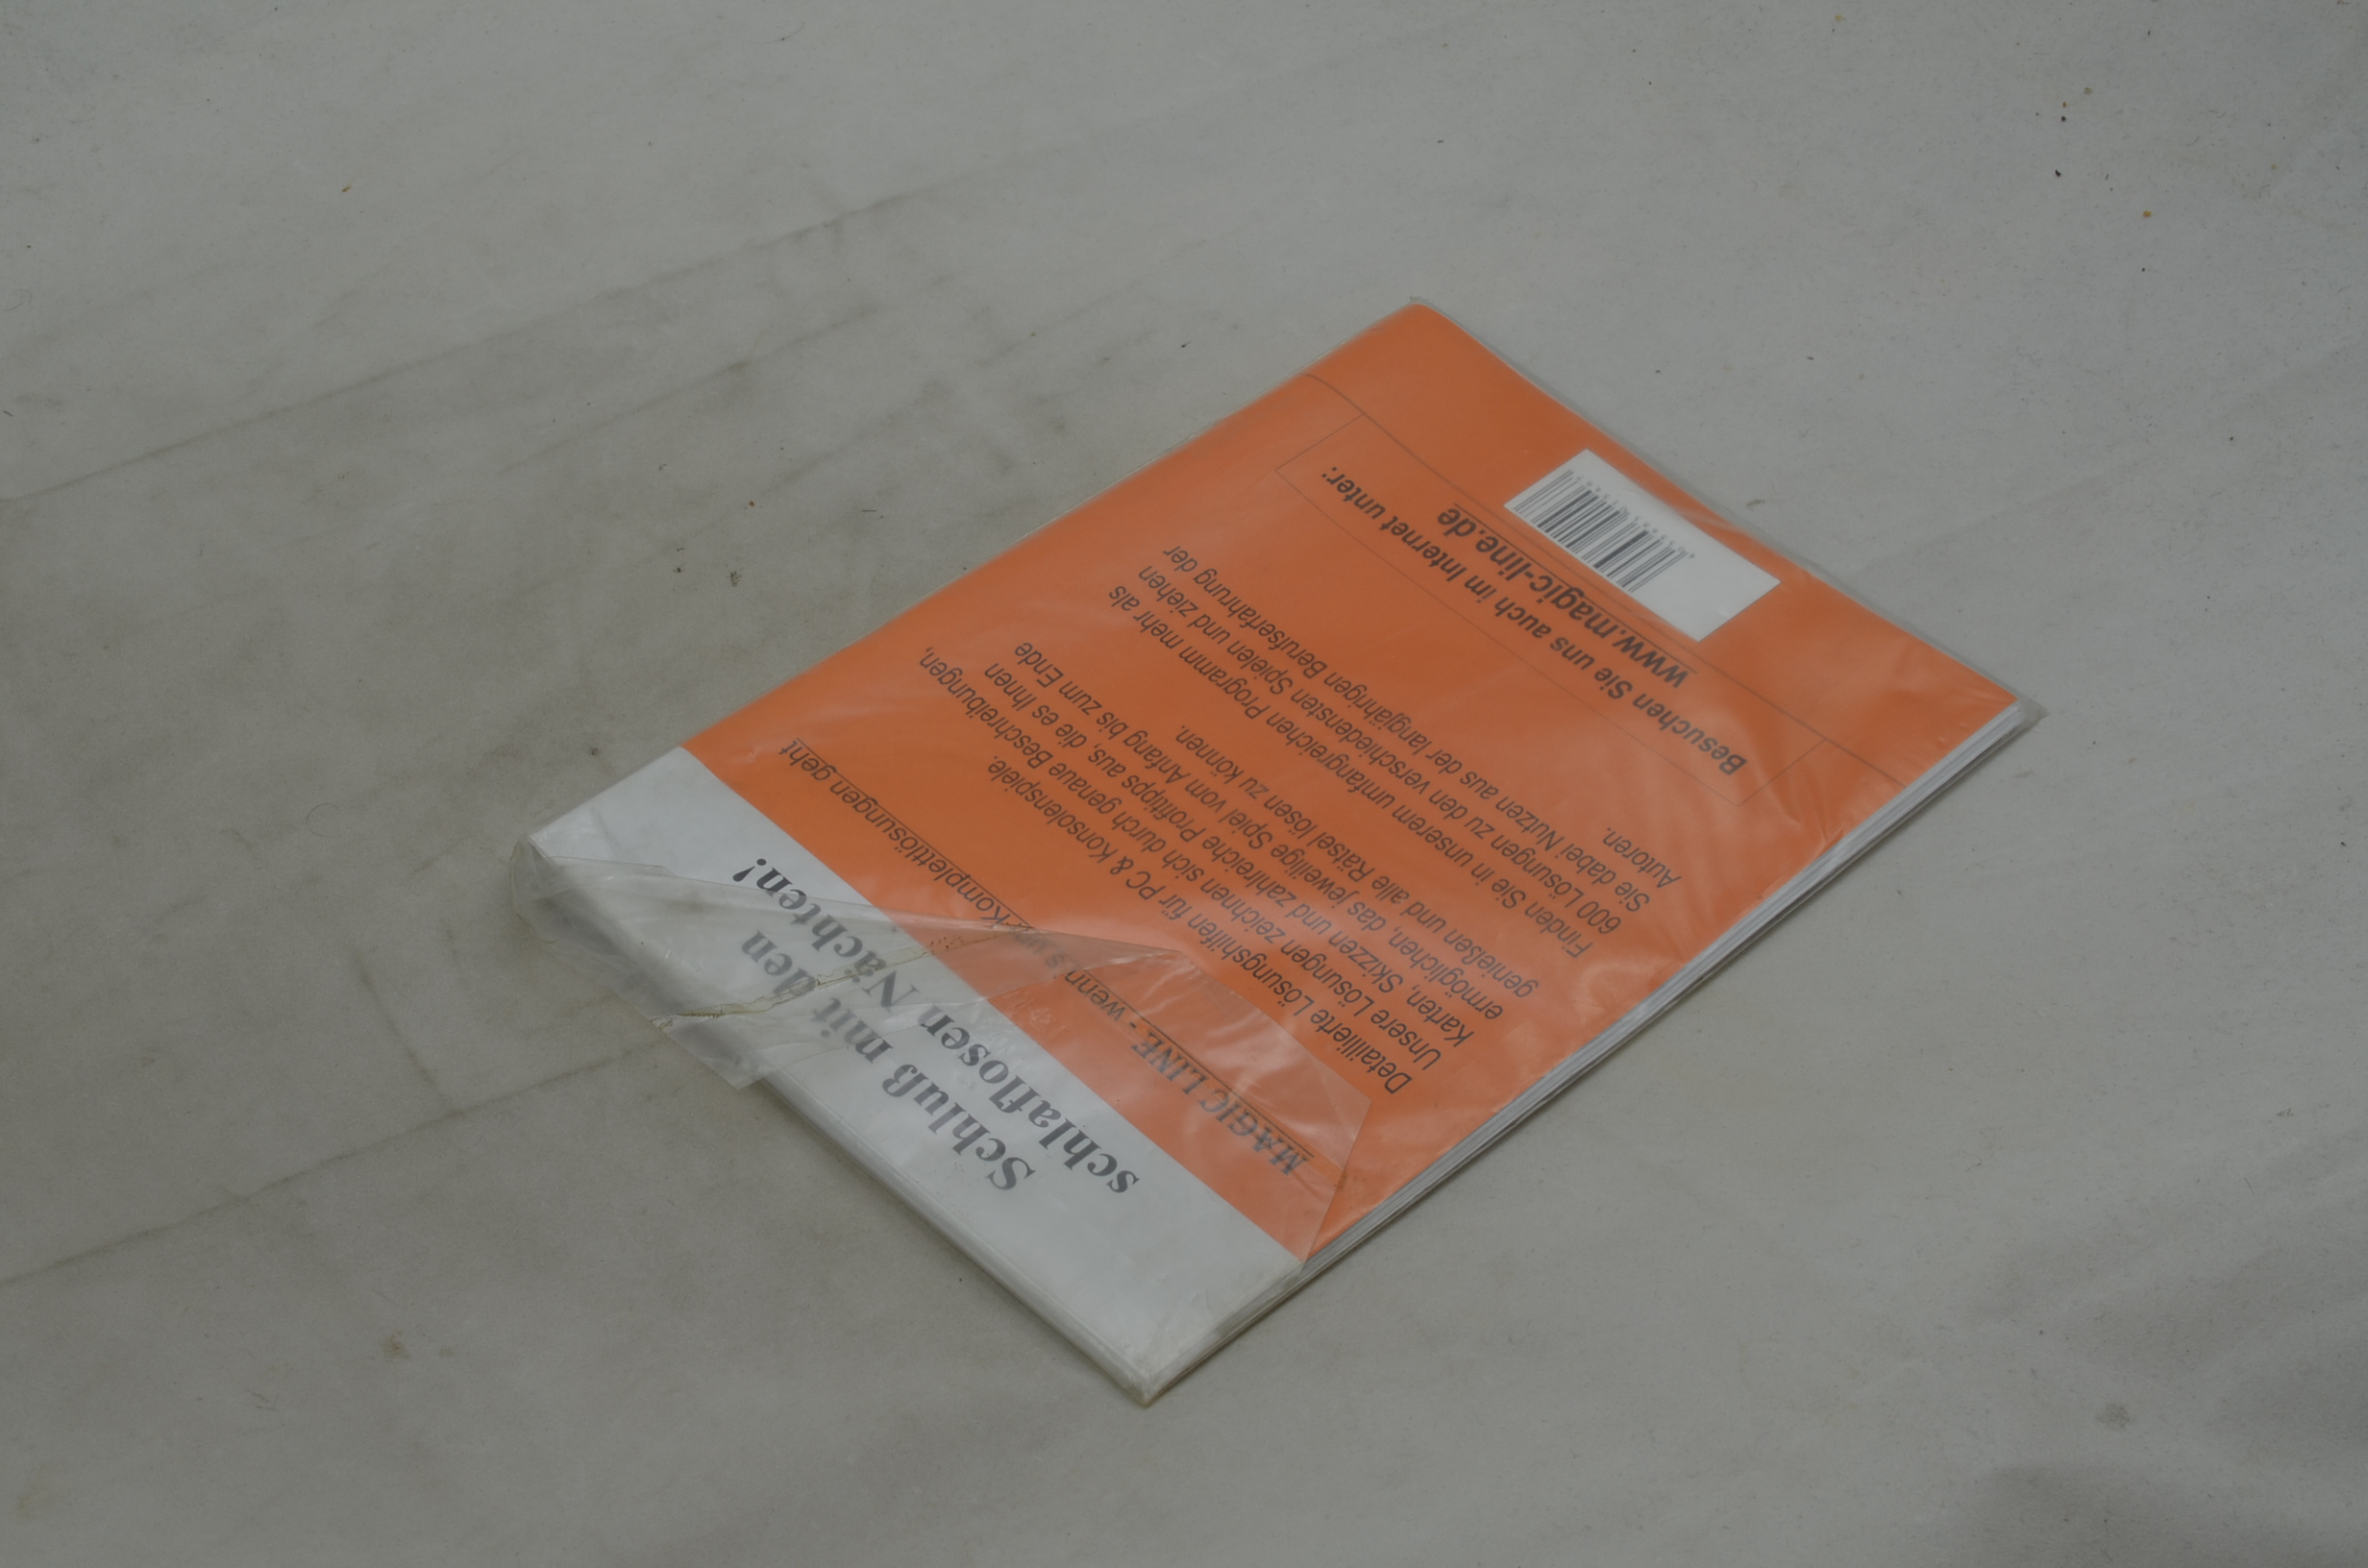 Schluß mit den
schlaflosen Nächten!
MAGIC LINE - wenn's um Komplettlösungen geht
Detaillierte Lösungshilfen für PC & Konsolenspiele.
Unsere Lösungen zeichnen sich durch genaue Beschreibungen,
Karten, Skizzen und zahlreiche Profitipps aus, die es Ihnen
ermöglichen, das jeweilige Spiel vom Anfang bis zum Ende
genießen und alle Rätsel lösen zu können.
Finden Sie in unserem umfangreichen Programm mehr als
600 Lösungen zu den verschiedensten Spielen und ziehen
Sie dabei Nutzen aus der langjährigen Berufserfahrung der
Autoren.
Besuchen Sie uns auch im Internet unter:
www.magic-line.de